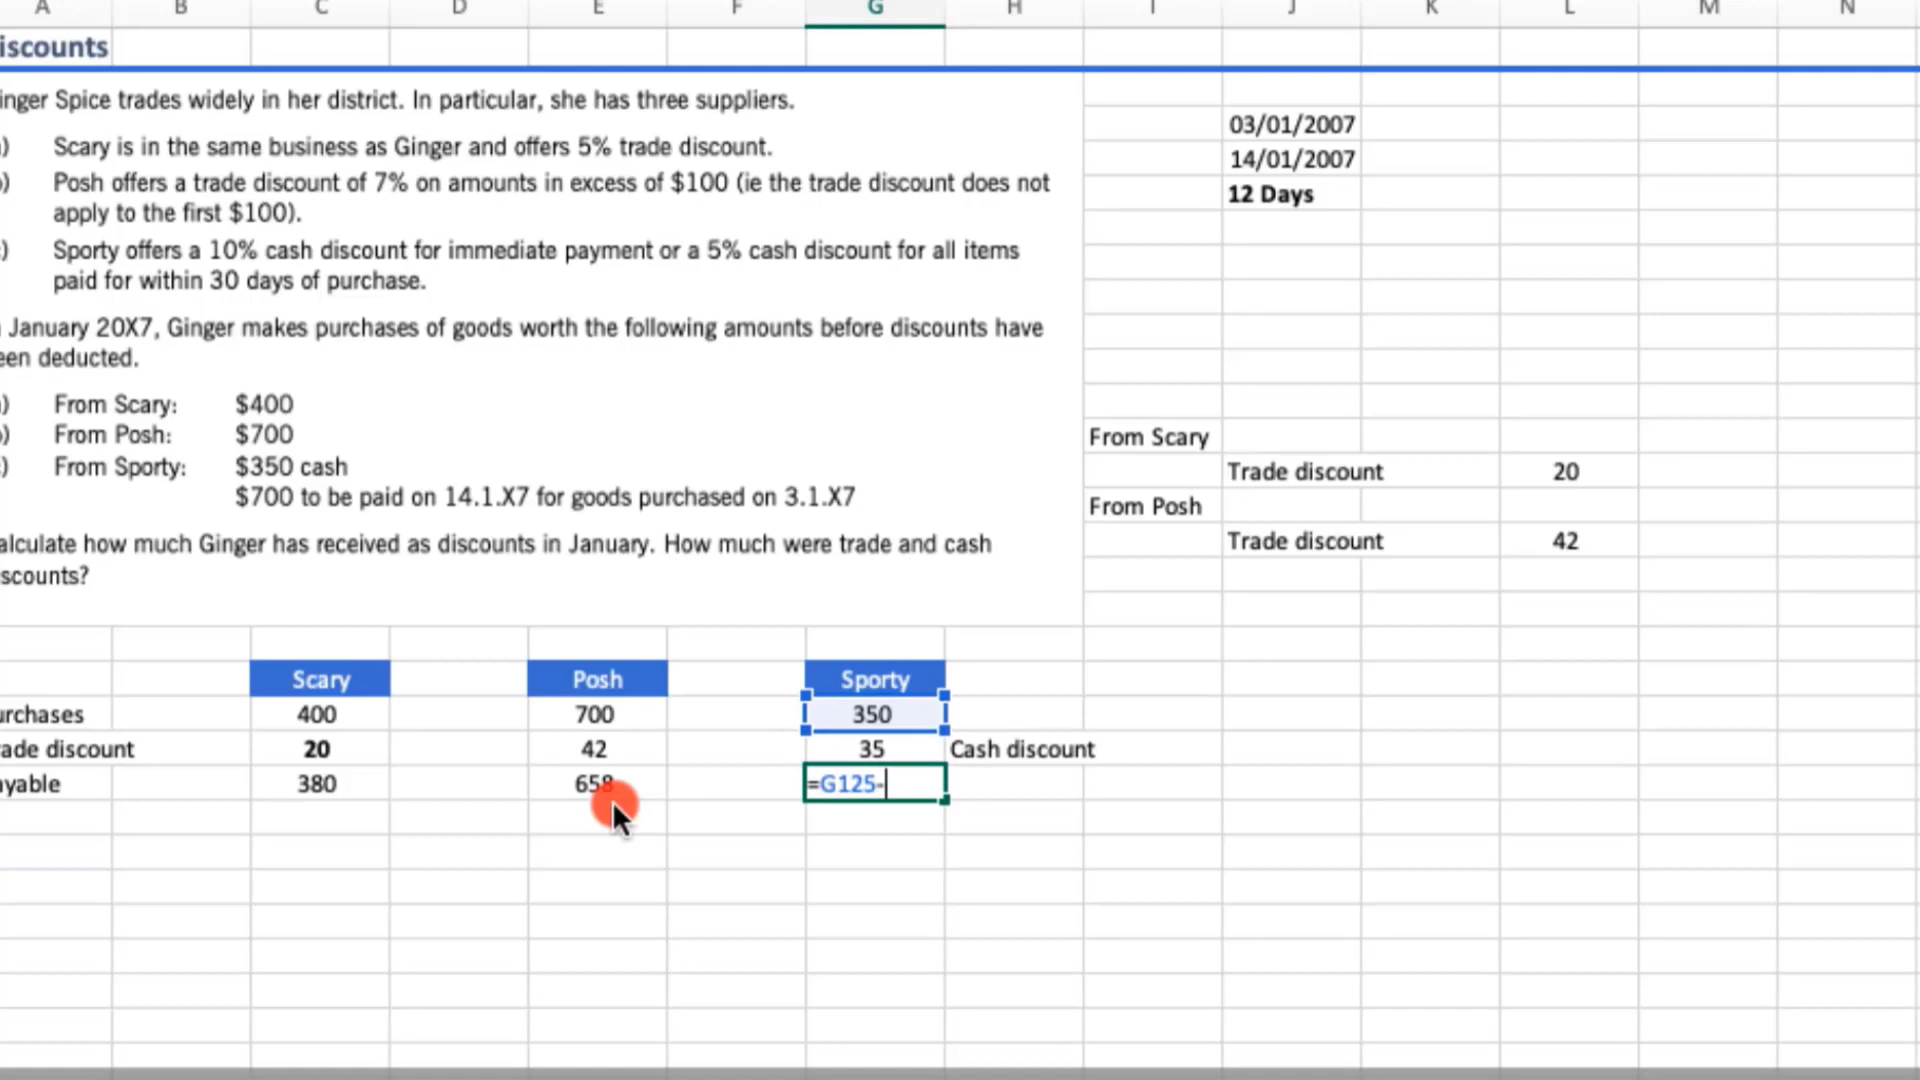 A B C D E F G H I J K L M N
iscounts
inger Spice trades widely in her district. In particular, she has three suppliers.
) Scary is in the same business as Ginger and offers 5% trade discount.
) Posh offers a trade discount of 7% on amounts in excess of $100 (ie the trade discount does not
apply to the first $100).
) Sporty offers a 10% cash discount for immediate payment or a 5% cash discount for all items
paid for within 30 days of purchase.
January 20X7, Ginger makes purchases of goods worth the following amounts before discounts have
een deducted.
) From Scary: $400
) From Posh: $700
) From Sporty: $350 cash
$700 to be paid on 14.1.X7 for goods purchased on 3.1.X7
alculate how much Ginger has received as discounts in January. How much were trade and cash
scounts?
03/01/2007
14/01/2007
12 Days
From Scary
Trade discount 20
From Posh
Trade discount 42
Scary Posh Sporty
urchases 400 700 350
ade discount 20 42 35 Cash discount
ayable 380 658 =G125-